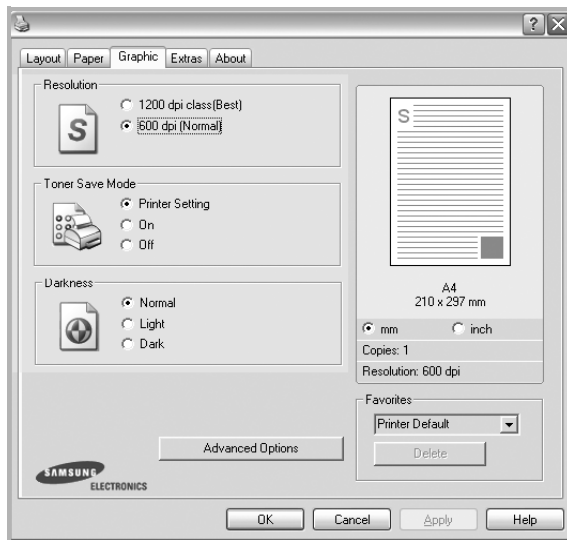 ?
Layout Paper Graphic Extras About
Resolution
1200 dpi class(Best)
600 dpi (Normal)
S
Toner Save Mode
Printer Setting
On
Off
Darkness
Normal
Light
Dark
Advanced Options
SAMSUNG
ELECTRONICS
S
A4
210 x 297 mm
mm inch
Copies: 1
Resolution: 600 dpi
Favorites
Printer Default
Delete
OK Cancel Apply Help